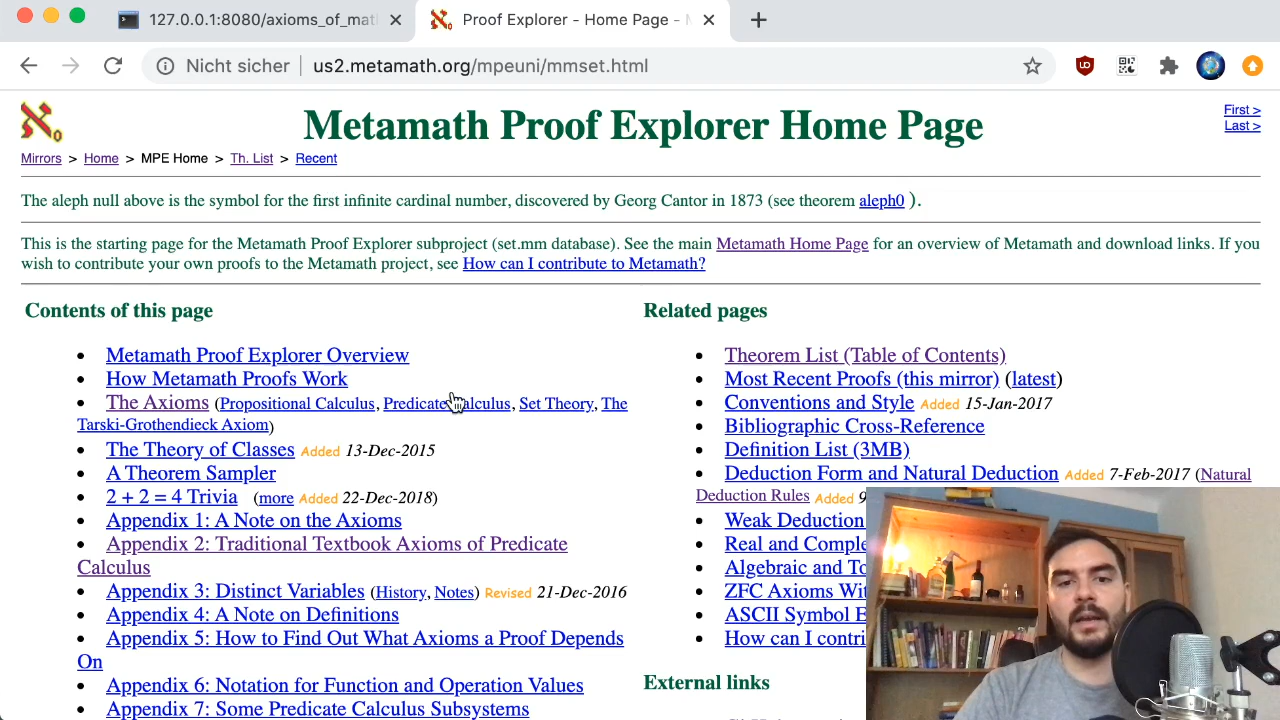 127.0.0.1:8080/axioms_of_mat
Proof Explorer - Home Page -
Nicht sicher us2.metamath.org/mpeuni/mmset.html
Metamath Proof Explorer Home Page
First >
Last >
Mirrors > Home > MPE Home > Th. List > Recent
The aleph null above is the symbol for the first infinite cardinal number, discovered by Georg Cantor in 1873 (see theorem aleph0 ).
This is the starting page for the Metamath Proof Explorer subproject (set.mm database). See the main Metamath Home Page for an overview of Metamath and download links. If you
wish to contribute your own proofs to the Metamath project, see How can I contribute to Metamath?
Contents of this page
• Metamath Proof Explorer Overview
• How Metamath Proofs Work
• The Axioms (Propositional Calculus, Predicate Calculus, Set Theory, The
Tarski-Grothendieck Axiom)
• The Theory of Classes Added 13-Dec-2015
• A Theorem Sampler
• 2 + 2 = 4 Trivia (more Added 22-Dec-2018)
• Appendix 1: A Note on the Axioms
• Appendix 2: Traditional Textbook Axioms of Predicate
Calculus
• Appendix 3: Distinct Variables (History, Notes) Revised 21-Dec-2016
• Appendix 4: A Note on Definitions
• Appendix 5: How to Find Out What Axioms a Proof Depends
On
• Appendix 6: Notation for Function and Operation Values
• Appendix 7: Some Predicate Calculus Subsystems
Related pages
• Theorem List (Table of Contents)
• Most Recent Proofs (this mirror) (latest)
• Conventions and Style Added 15-Jan-2017
• Bibliographic Cross-Reference
• Definition List (3MB)
• Deduction Form and Natural Deduction Added 7-Feb-2017 (Natural
Deduction Rules Added 9
• Weak Deduction
• Real and Comple
• Algebraic and To
• ZFC Axioms Wit
• ASCII Symbol E
• How can I contri
External links